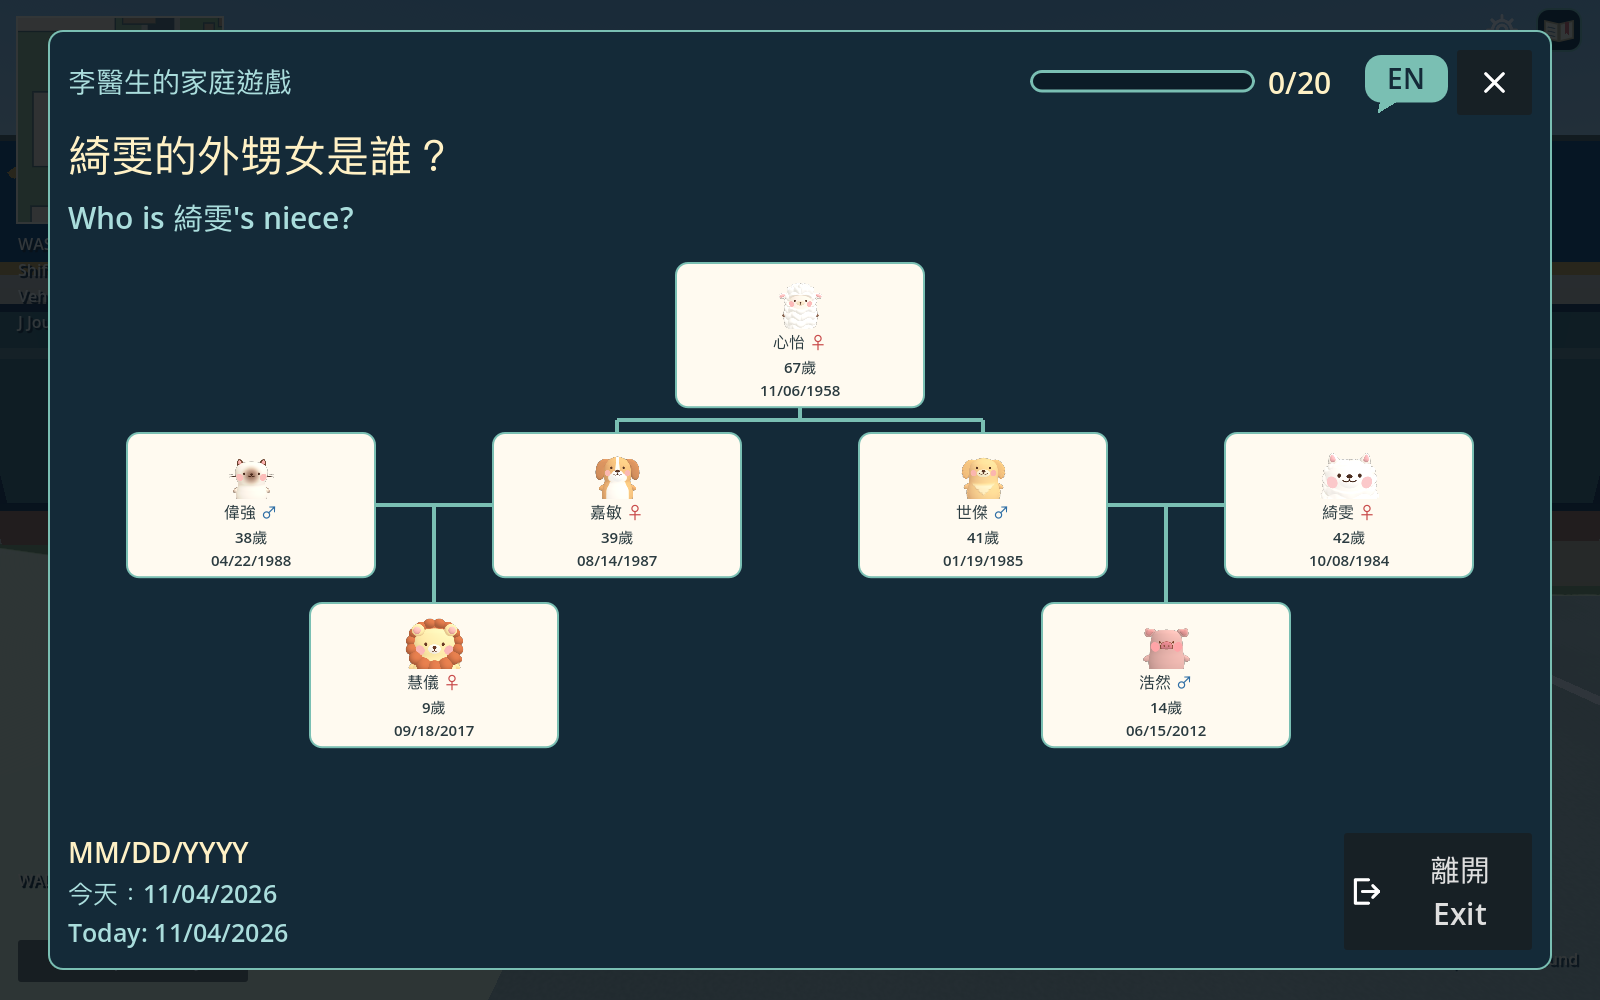 李醫生的家庭遊戲
0/20
EN
綺雯的外甥女是誰？
Who is 綺雯's niece?
心怡 ♀
67歲
11/06/1958
偉強 ♂
38歲
04/22/1988
嘉敏 ♀
39歲
08/14/1987
世傑 ♂
41歲
01/19/1985
綺雯 ♀
42歲
10/08/1984
慧儀 ♀
9歲
09/18/2017
浩然 ♂
14歲
06/15/2012
MM/DD/YYYY
今天：11/04/2026
Today: 11/04/2026
離開
Exit